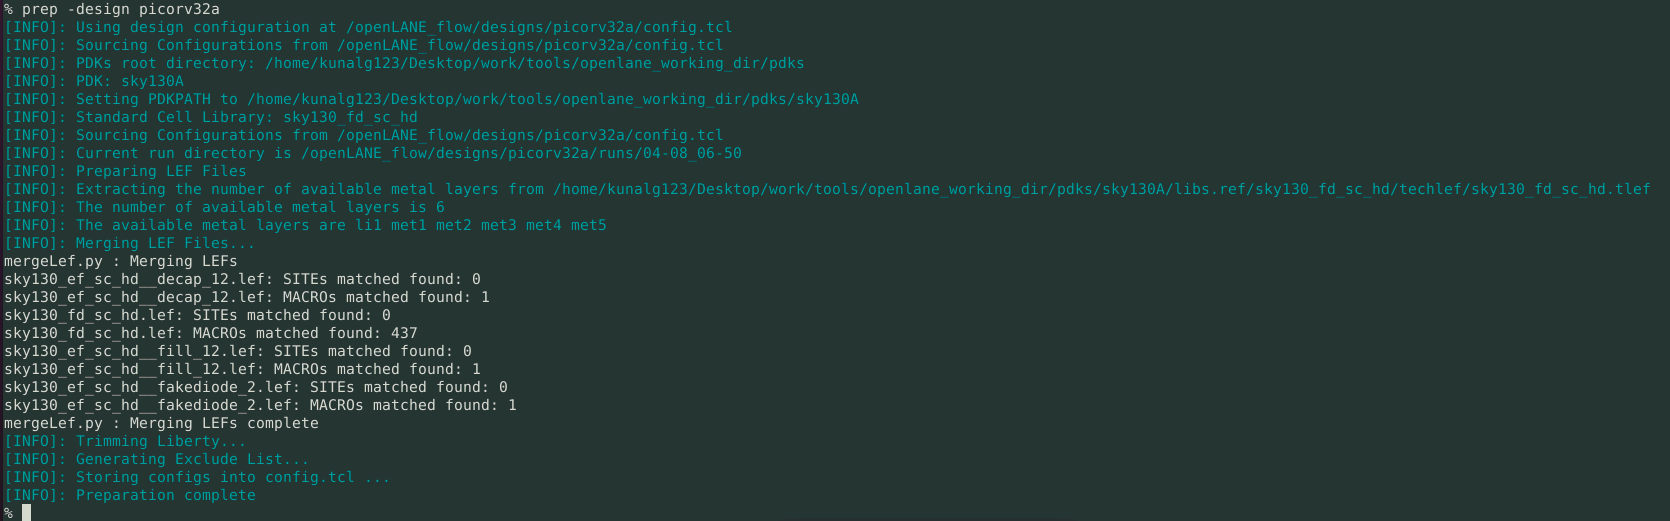 % prep -design picorv32a
[INFO]: Using design configuration at /openLANE_flow/designs/picorv32a/config.tcl
[INFO]: Sourcing Configurations from /openLANE_flow/designs/picorv32a/config.tcl
[INFO]: PDKs root directory: /home/kunalg123/Desktop/work/tools/openlane_working_dir/pdks
[INFO]: PDK: sky130A
[INFO]: Setting PDKPATH to /home/kunalg123/Desktop/work/tools/openlane_working_dir/pdks/sky130A
[INFO]: Standard Cell Library: sky130_fd_sc_hd
[INFO]: Sourcing Configurations from /openLANE_flow/designs/picorv32a/config.tcl
[INFO]: Current run directory is /openLANE_flow/designs/picorv32a/runs/04-08_06-50
[INFO]: Preparing LEF Files
[INFO]: Extracting the number of available metal layers from /home/kunalg123/Desktop/work/tools/openlane_working_dir/pdks/sky130A/libs.ref/sky130_fd_sc_hd/techlef/sky130_fd_sc_hd.tlef
[INFO]: The number of available metal layers is 6
[INFO]: The available metal layers are li1 met1 met2 met3 met4 met5
[INFO]: Merging LEF Files...
mergeLef.py : Merging LEFs
sky130_ef_sc_hd__decap_12.lef: SITEs matched found: 0
sky130_ef_sc_hd__decap_12.lef: MACROs matched found: 1
sky130_fd_sc_hd.lef: SITEs matched found: 0
sky130_fd_sc_hd.lef: MACROs matched found: 437
sky130_ef_sc_hd__fill_12.lef: SITEs matched found: 0
sky130_ef_sc_hd__fill_12.lef: MACROs matched found: 1
sky130_ef_sc_hd__fakediode_2.lef: SITEs matched found: 0
sky130_ef_sc_hd__fakediode_2.lef: MACROs matched found: 1
mergeLef.py : Merging LEFs complete
[INFO]: Trimming Liberty...
[INFO]: Generating Exclude List...
[INFO]: Storing configs into config.tcl ...
[INFO]: Preparation complete
%